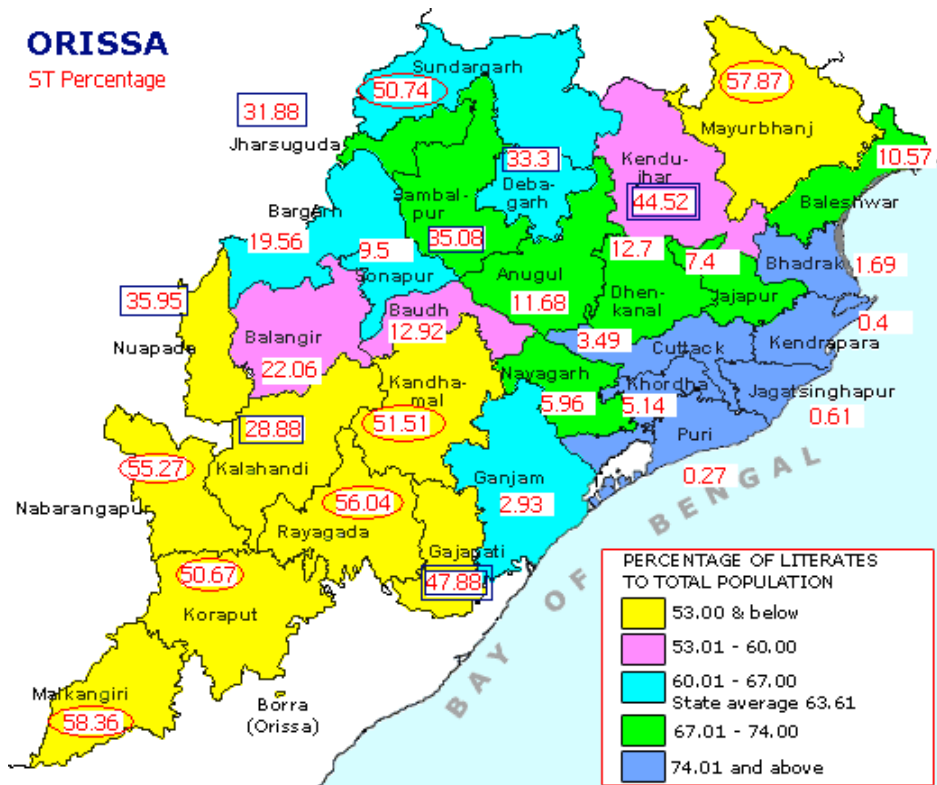 ORISSA
ST Percentage
Sundargarh
50.74
57.87
Mayurbhanj
31.88
Jharsuguda
33.3
Deba-
garh
Kendu-
jhar
44.52
10.57
Baleshwar
Sambal-
pur
35.08
Bargarh
19.56
9.5
Sonapur
Anugul
11.68
12.7
Dhen-
kanal
7.4
Jajapur
Bhadrak
1.69
35.95
Nuapada
Balangir
22.06
Baudh
12.92
3.49
Cuttack
0.4
Kendrapara
Nayagarh
5.96
Khordha
5.14
Jagatsinghapur
0.61
Kandha-
mal
51.51
28.88
Kalahandi
Puri
0.27
55.27
Nabarangapur
56.04
Rayagada
Ganjam
2.93
Gajapati
47.88
50.67
Koraput
Malkangiri
58.36
Borra
(Orissa)
BAY OF BENGAL
PERCENTAGE OF LITERATES
TO TOTAL POPULATION
53.00 & below
53.01 - 60.00
60.01 - 67.00
State average 63.61
67.01 - 74.00
74.01 and above